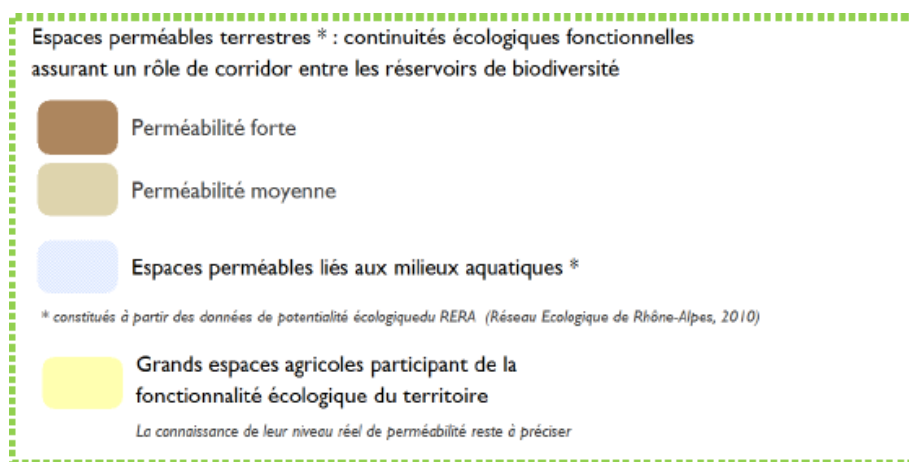 Espaces perméables terrestres * : continuités écologiques fonctionnelles
assurant un rôle de corridor entre les réservoirs de biodiversité
Perméabilité forte
Perméabilité moyenne
Espaces perméables liés aux milieux aquatiques *
* constitués à partir des données de potentialité écologiquedu RERA (Réseau Ecologique de Rhône-Alpes, 2010)
Grands espaces agricoles participant de la
fonctionnalité écologique du territoire
La connaissance de leur niveau réel de perméabilité reste à préciser